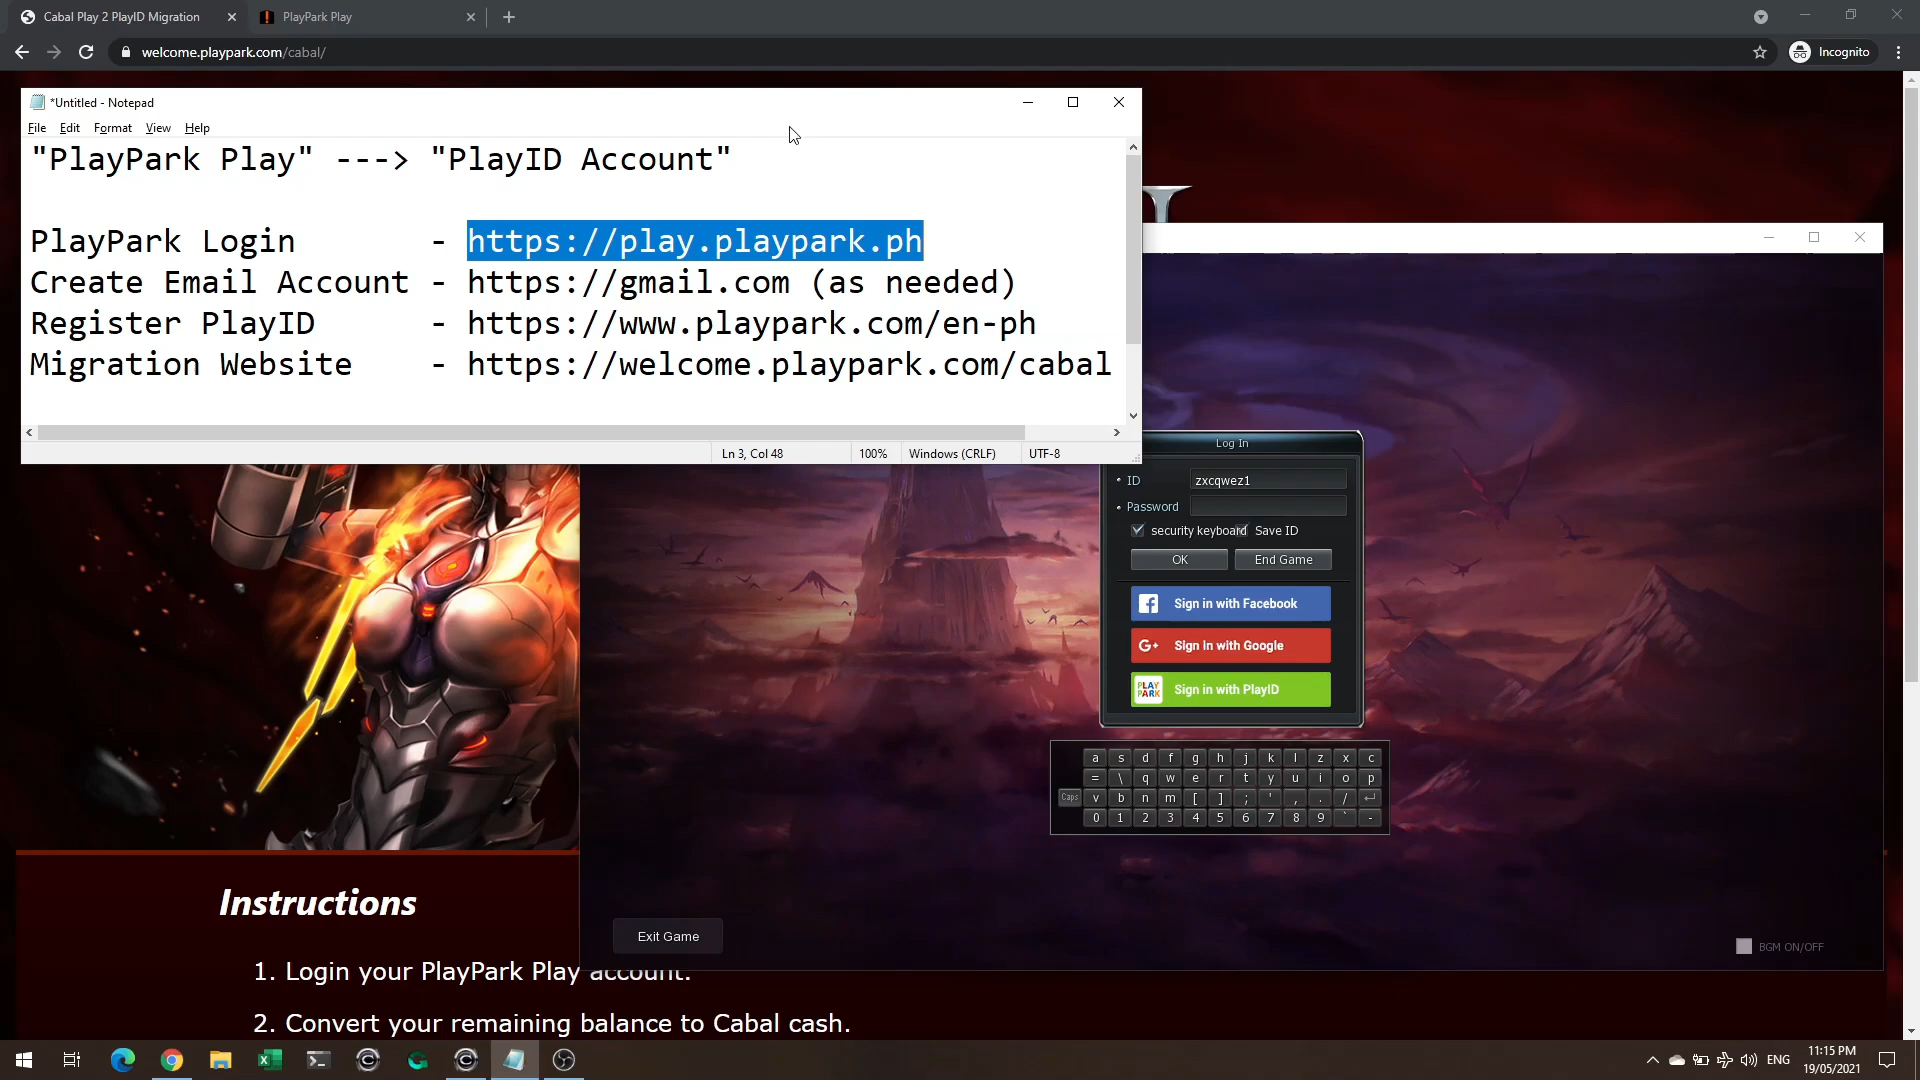 Cabal Play 2 PlayID Migration
PlayPark Play
welcome.playpark.com/cabal/
Incognito
*Untitled - Notepad
File Edit Format View Help
"PlayPark Play" ---> "PlayID Account"
PlayPark Login - https://play.playpark.ph
Create Email Account - https://gmail.com (as needed)
Register PlayID - https://www.playpark.com/en-ph
Migration Website - https://welcome.playpark.com/cabal
Ln 3, Col 48 100% Windows (CRLF) UTF-8
Log In
ID zxcqwez1
Password
security keyboard Save ID
OK End Game
Sign in with Facebook
G+ Sign In with Google
PLAY PARK Sign in with PlayID
a s d f g h j k l z x c
= \ q w e r t y u i o p
Caps v b n m [ ] ; ' , . /
0 1 2 3 4 5 6 7 8 9 ` -
Exit Game
BGM ON/OFF
Instructions
1. Login your PlayPark Play account.
2. Convert your remaining balance to Cabal cash.
ENG
11:15 PM
19/05/2021